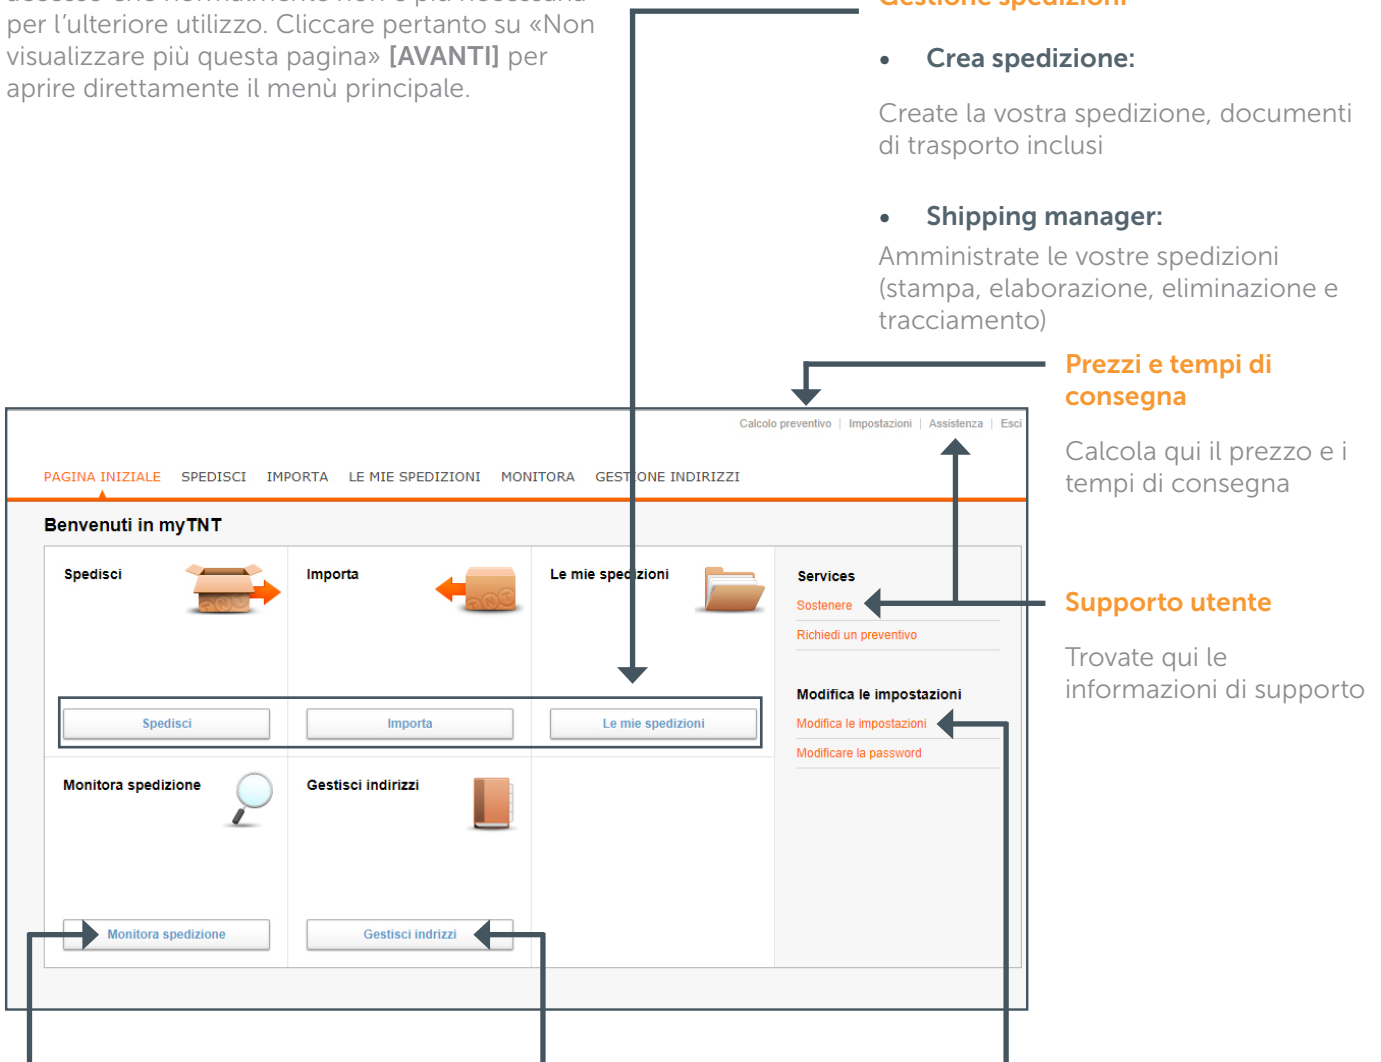 per l'ulteriore utilizzo. Cliccare pertanto su «Non
visualizzare più questa pagina» [AVANTI] per
aprire direttamente il menù principale.
Gestione spedizioni
• Crea spedizione:
Create la vostra spedizione, documenti
di trasporto inclusi
• Shipping manager:
Amministrate le vostre spedizioni
(stampa, elaborazione, eliminazione e
tracciamento)
Prezzi e tempi di
consegna
Calcola qui il prezzo e i
tempi di consegna
Supporto utente
Trovate qui le
informazioni di supporto
Calcolo preventivo | Impostazioni | Assistenza | Esci
PAGINA INIZIALE SPEDISCI IMPORTA LE MIE SPEDIZIONI MONITORA GESTIONE INDIRIZZI
Benvenuti in myTNT
Spedisci
Importa
Le mie spedizioni
Spedisci
Importa
Le mie spedizioni
Monitora spedizione
Gestisci indirizzi
Monitora spedizione
Gestisci indrizzi
Services
Sostenere
Richiedi un preventivo
Modifica le impostazioni
Modifica le impostazioni
Modificare la password